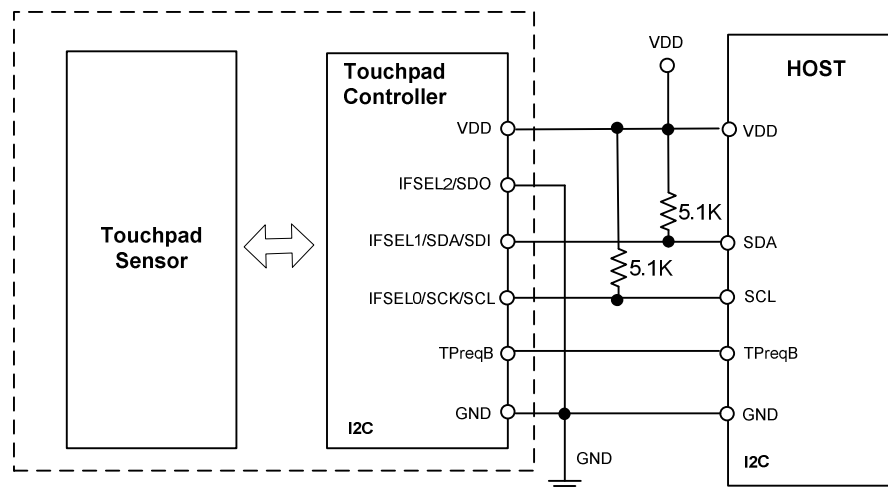 Touchpad
Sensor
Touchpad
Controller
VDD
IFSEL2/SDO
IFSEL1/SDA/SDI
IFSEL0/SCK/SCL
TPreqB
GND
I2C
VDD
5.1K
5.1K
GND
HOST
VDD
SDA
SCL
TPreqB
GND
I2C